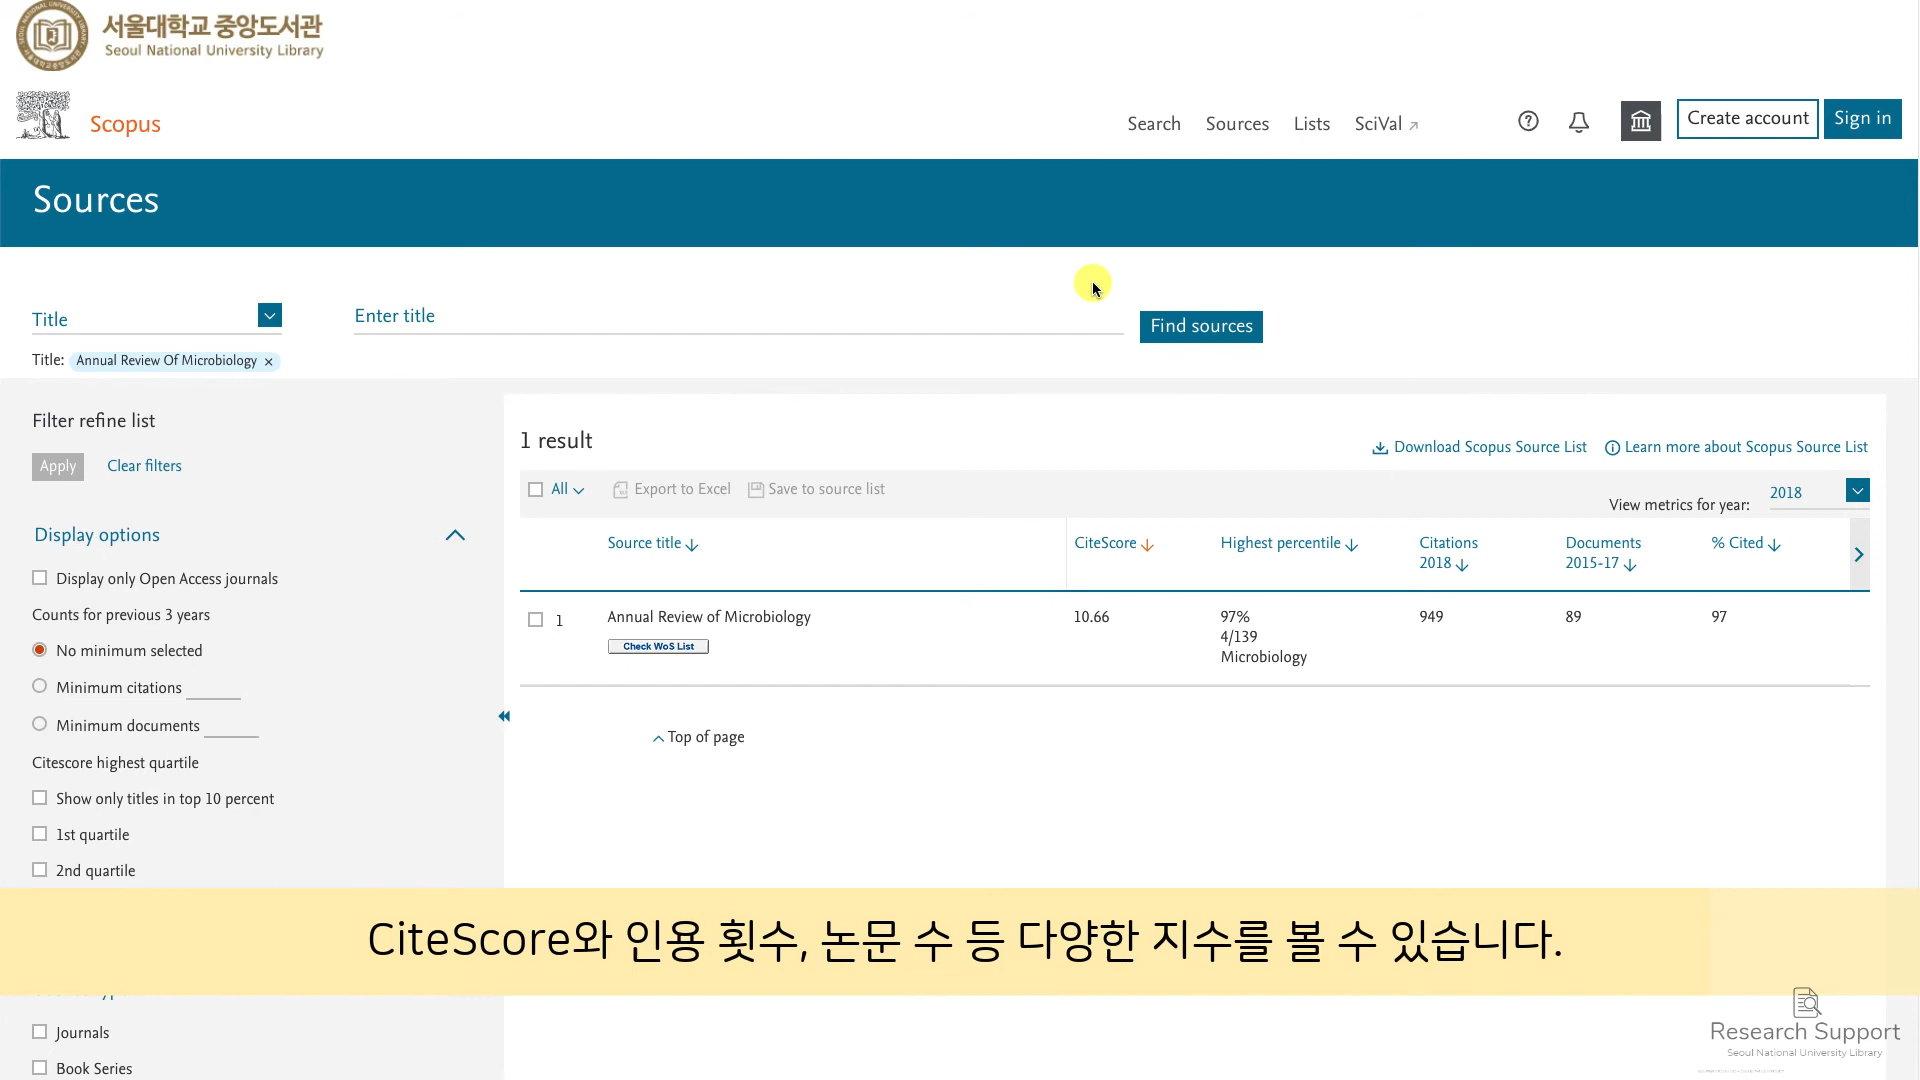 서울대학교 중앙도서관
Seoul National University Library
Scopus
Search Sources Lists SciVal
Create account
Sign in
Sources
Title
Enter title
Find sources
Title: Annual Review Of Microbiology ×
Filter refine list
Apply Clear filters
Display options
Display only Open Access journals
Counts for previous 3 years
No minimum selected
Minimum citations
Minimum documents
Citescore highest quartile
Show only titles in top 10 percent
1st quartile
2nd quartile
Journals
Book Series
1 result
Download Scopus Source List
Learn more about Scopus Source List
All
Export to Excel
Save to source list
View metrics for year: 2018
Source title CiteScore Highest percentile Citations 2018 Documents 2015-17 % Cited
1 Annual Review of Microbiology 10.66 97% 949 89 97
4/139
Microbiology
Check WoS List
Top of page
CiteScore와 인용 횟수, 논문 수 등 다양한 지수를 볼 수 있습니다.
Research Support
Seoul National University Library